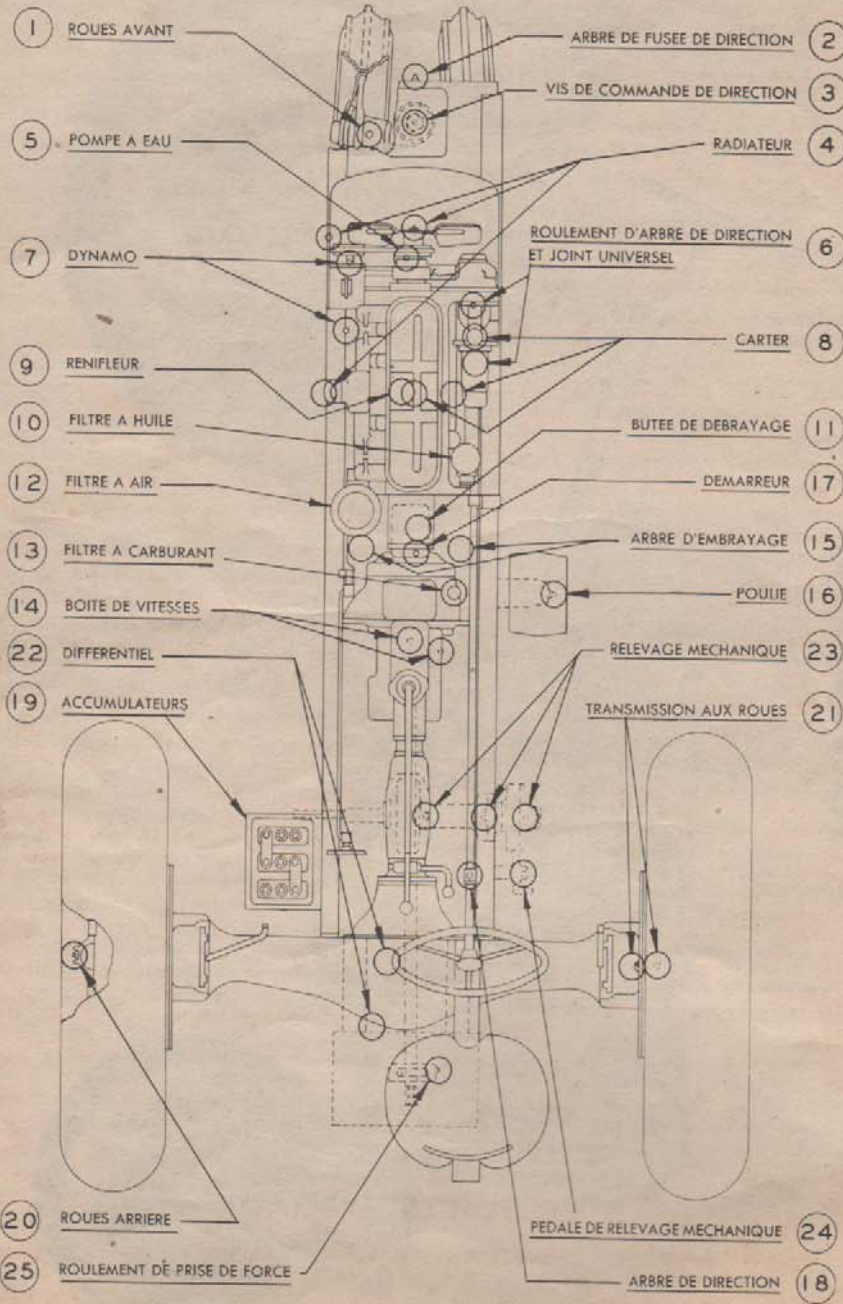 1 ROUES AVANT
ARBRE DE FUSEE DE DIRECTION 2
VIS DE COMMANDE DE DIRECTION 3
5 POMPE A EAU
RADIATEUR 4
ROULEMENT D'ARBRE DE DIRECTION
ET JOINT UNIVERSEL 6
7 DYNAMO
CARTER 8
9 RENIFLEUR
10 FILTRE A HUILE
BUTEE DE DEBRAYAGE 11
12 FILTRE A AIR
DEMARREUR 17
13 FILTRE A CARBURANT
ARBRE D'EMBRAYAGE 15
14 BOITE DE VITESSES
POULIE 16
22 DIFFERENTIEL
RELEVAGE MECHANIQUE 23
19 ACCUMULATEURS
TRANSMISSION AUX ROUES 21
20 ROUES ARRIERE
PEDALE DE RELEVAGE MECHANIQUE 24
25 ROULEMENT DE PRISE DE FORCE
ARBRE DE DIRECTION 18